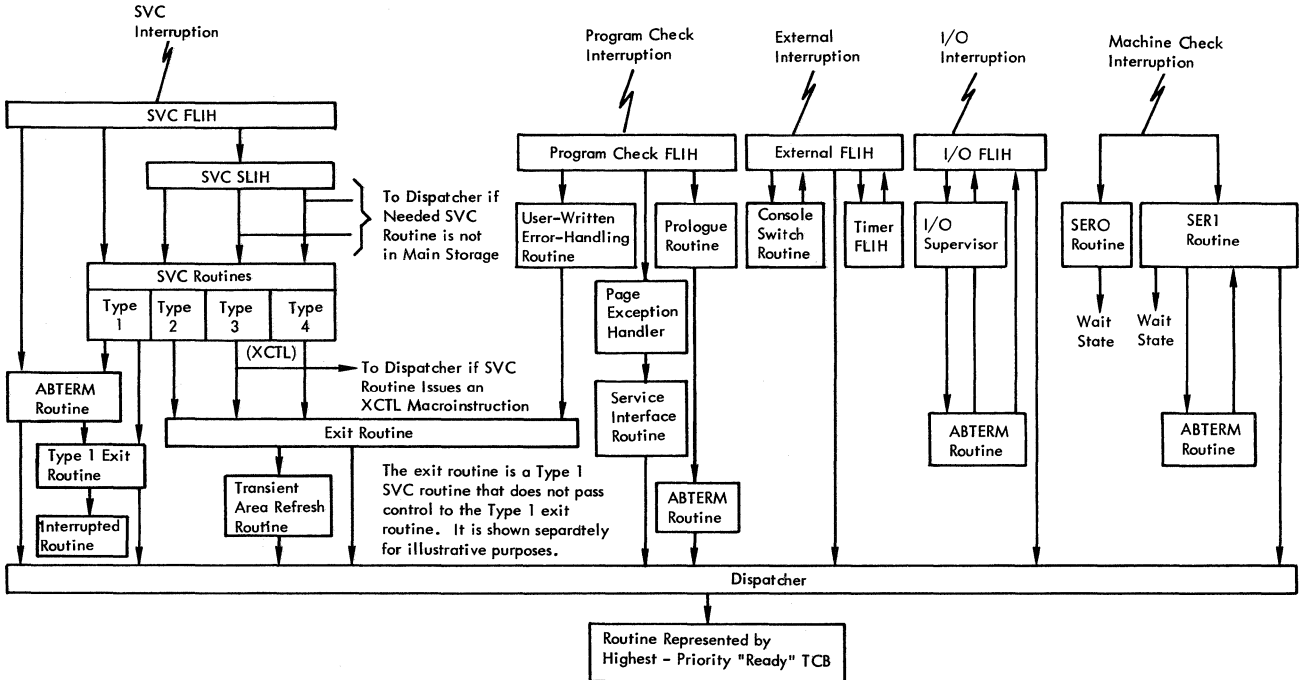 SVC
Interruption
Program Check
Interruption
External
Interruption
I/O
Interruption
Machine Check
Interruption
SVC FLIH
Program Check FLIH
External FLIH
I/O FLIH
SVC SLIH
To Dispatcher if
Needed SVC
Routine is not
in Main Storage
User-Written
Error-Handling
Routine
Prologue
Routine
Console
Switch
Routine
Timer
FLIH
I/O
Supervisor
SERO
Routine
SER1
Routine
SVC Routines
Type
1
Type
2
Type
3
Type
4
(XCTL)
Page
Exception
Handler
Wait
State
Wait
State
To Dispatcher if SVC
Routine Issues an
XCTL Macroinstruction
ABTERM
Routine
Service
Interface
Routine
Exit Routine
ABTERM
Routine
ABTERM
Routine
Type 1 Exit
Routine
Transient
Area Refresh
Routine
The exit routine is a Type 1
SVC routine that does not pass
control to the Type 1 exit
routine. It is shown separately
for illustrative purposes.
ABTERM
Routine
Interrupted
Routine
Dispatcher
Routine Represented by
Highest - Priority "Ready" TCB